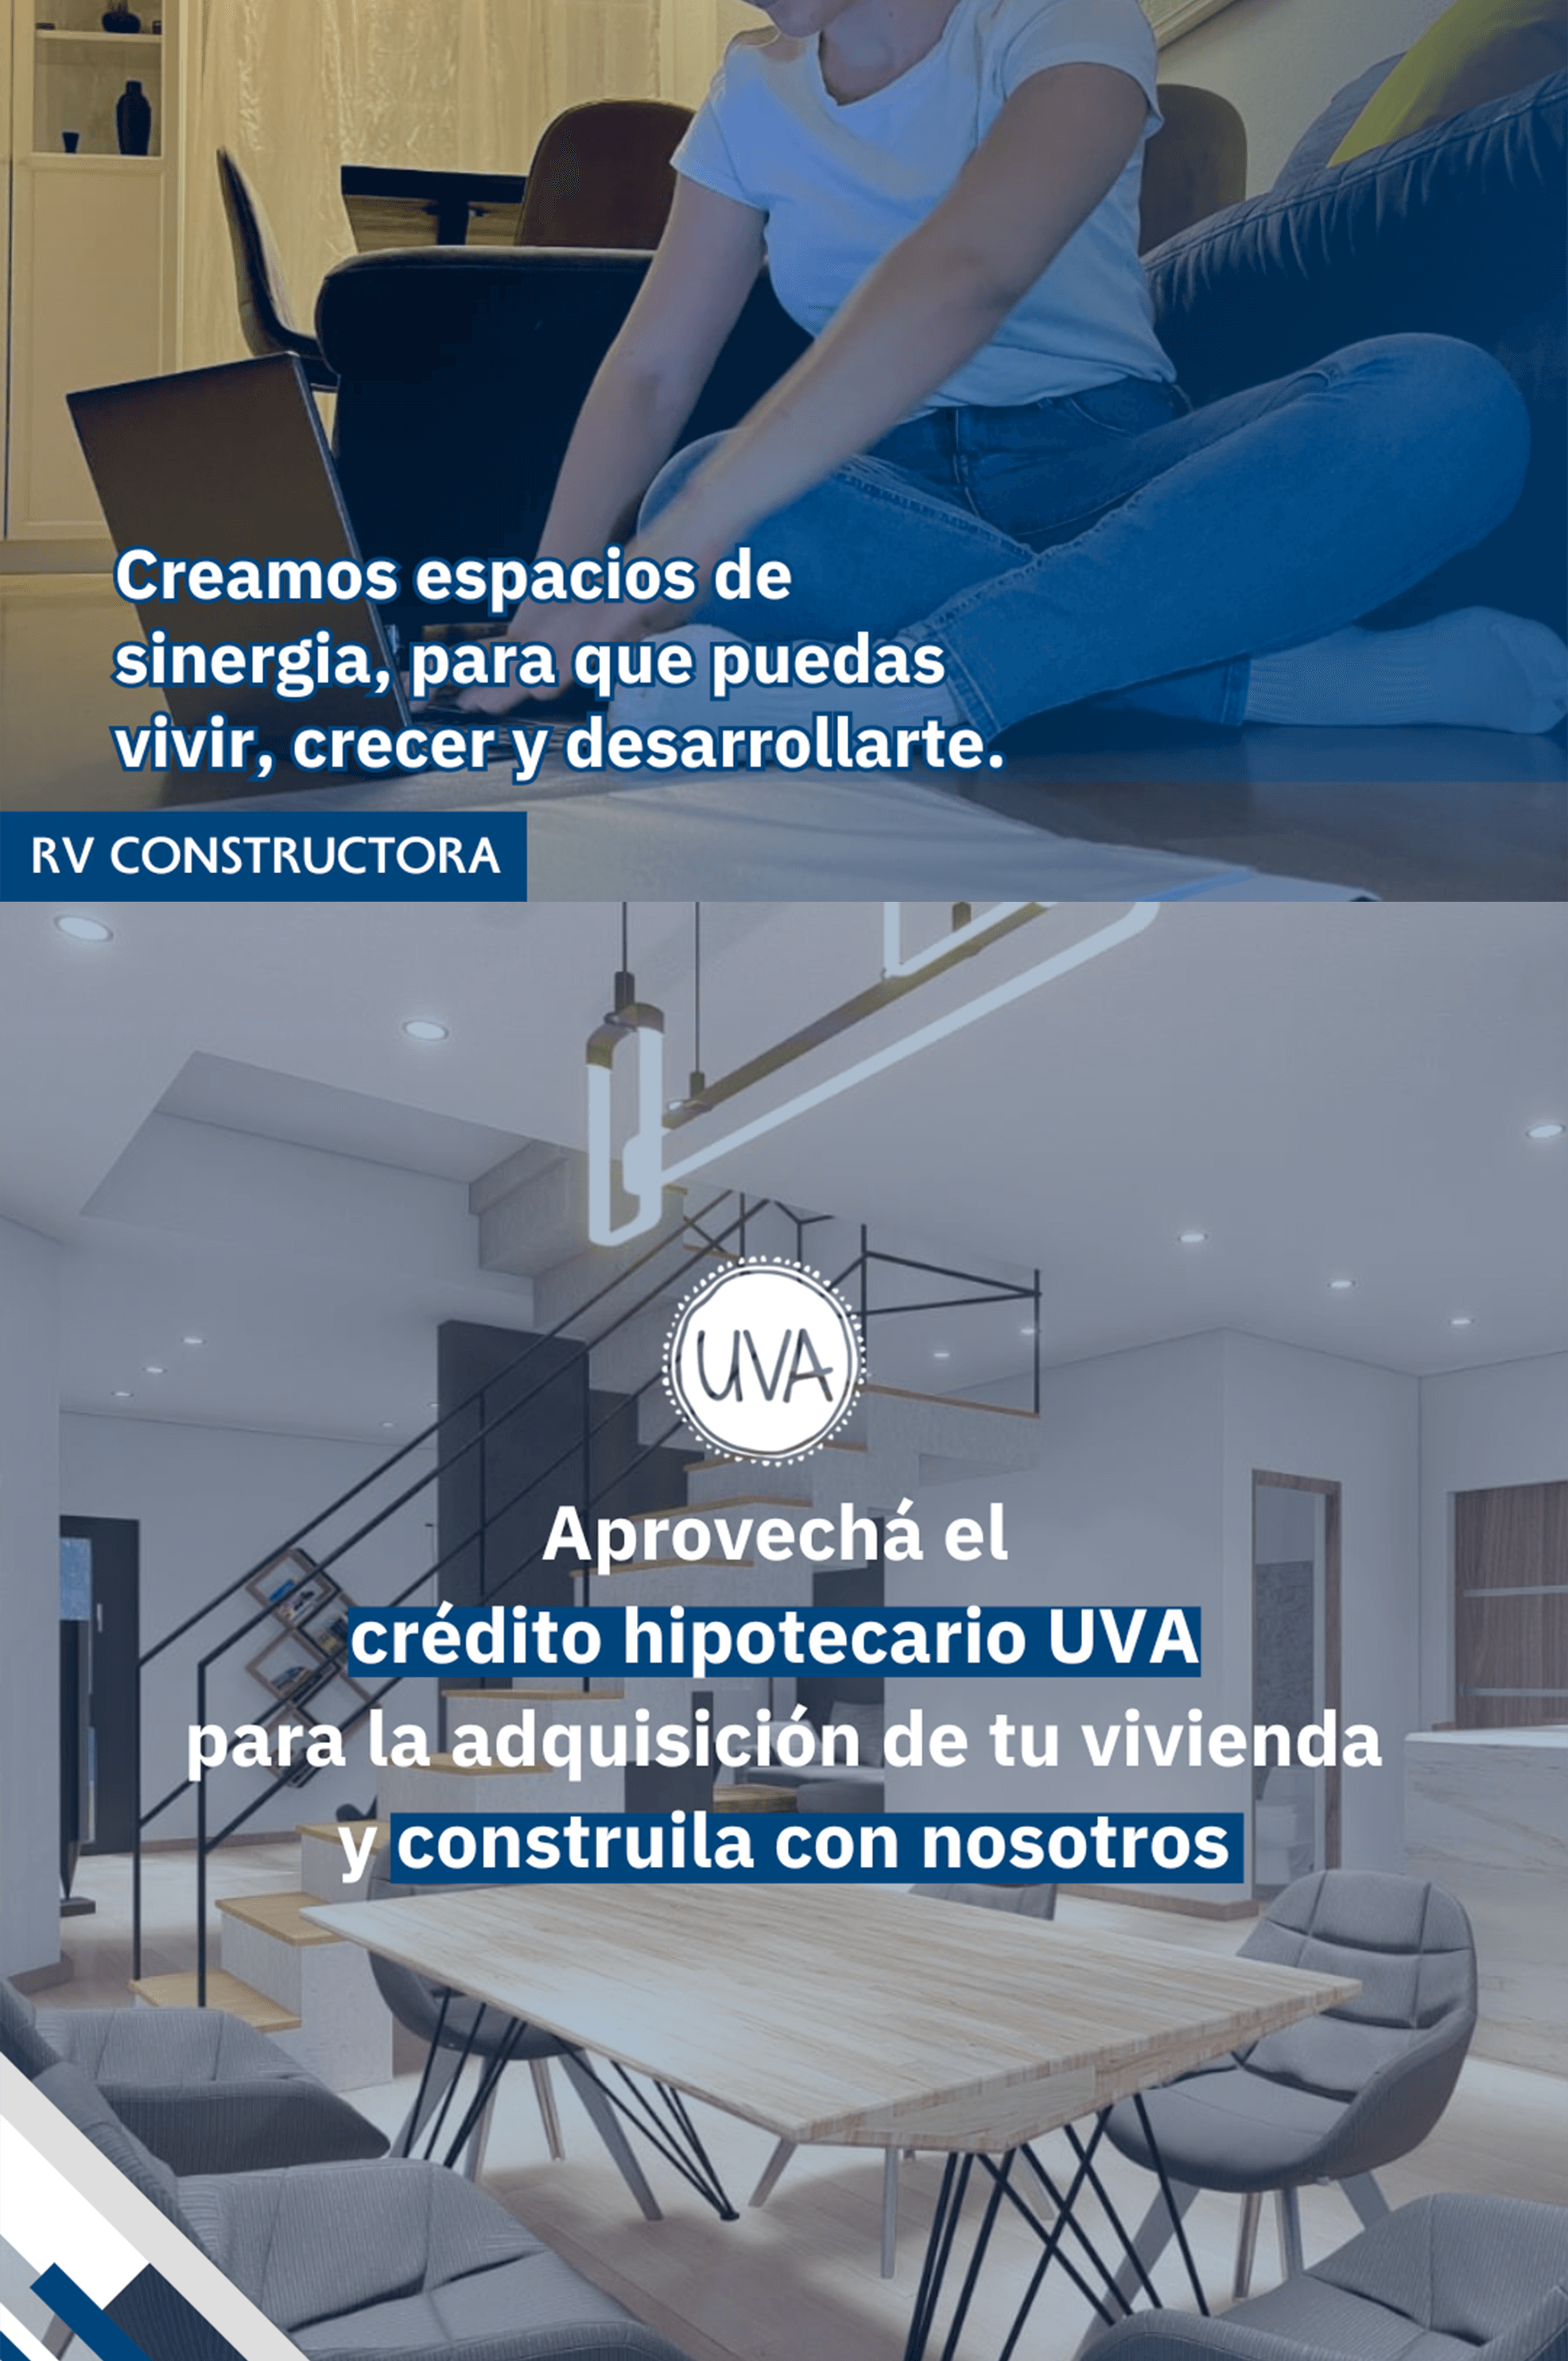 Creamos espacios de
sinergia, para que puedas
vivir, crecer y desarrollarte.
RV CONSTRUCTORA
UVA
Aprovechá el
crédito hipotecario UVA
para la adquisición de tu vivienda
y construila con nosotros